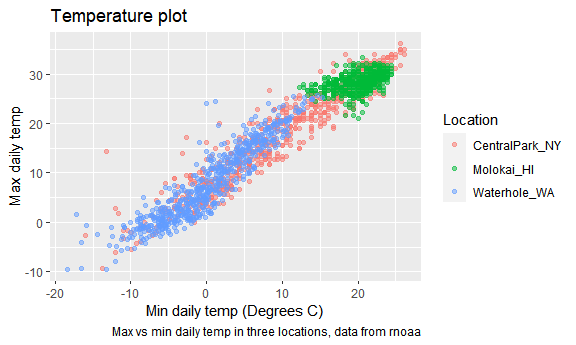 Temperature plot
Max daily temp
30
20
10
0
-10
-20
-10
0
10
20
Min daily temp (Degrees C)
Max vs min daily temp in three locations, data from rnoaa
Location
CentralPark_NY
Molokai_HI
Waterhole_WA